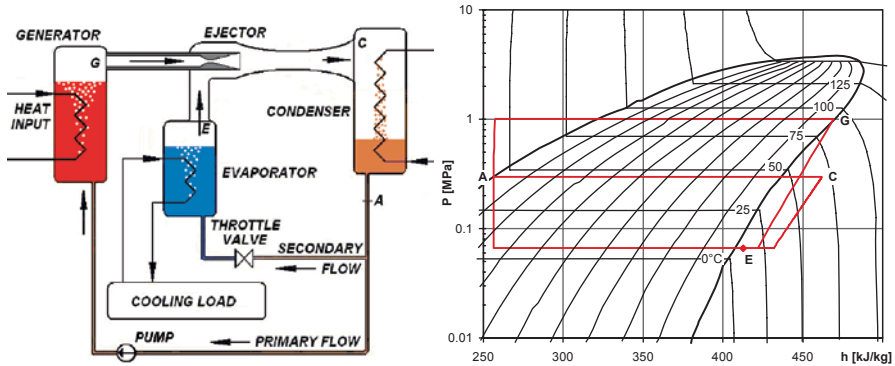 GENERATOR
EJECTOR
G
C
HEAT
INPUT
CONDENSER
E
EVAPORATOR
A
THROTTLE
VALVE
SECONDARY
FLOW
COOLING LOAD
PUMP
PRIMARY FLOW
P [MPa]
10
1
0.1
0.01
125
100
75
50
25
0°C
G
A
C
E
250
300
350
400
450
h [kJ/kg]